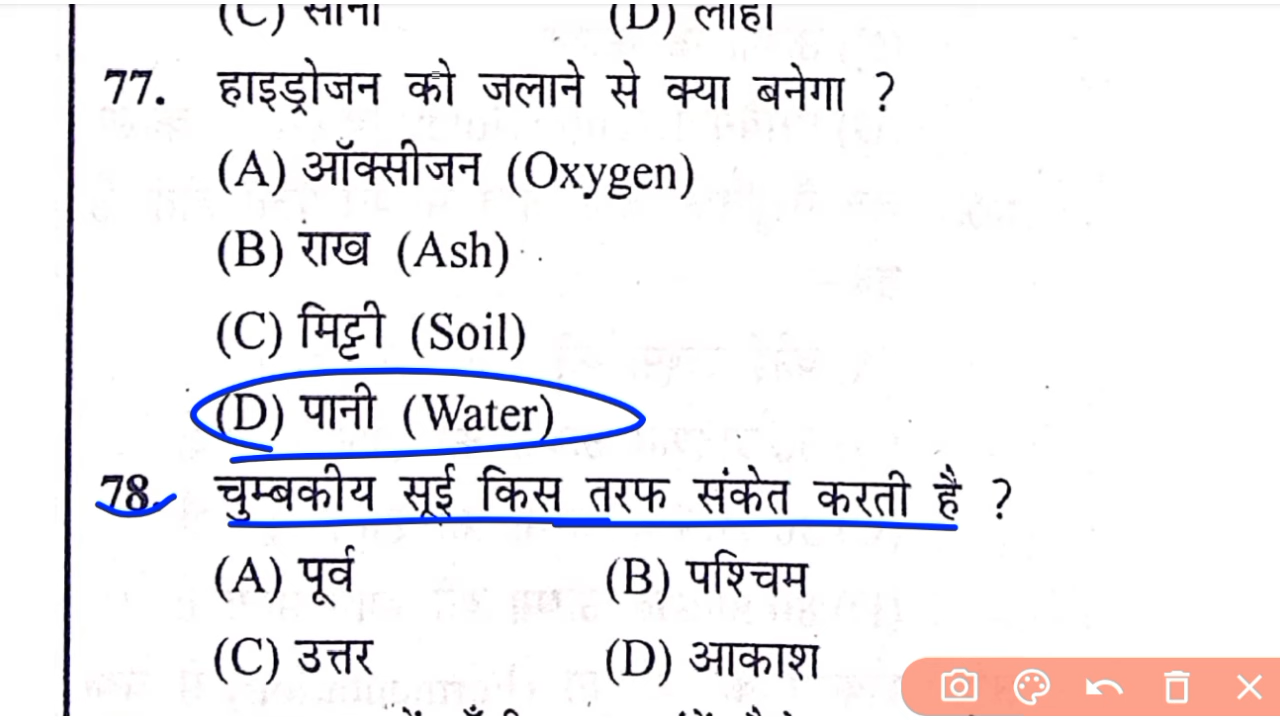 (C) सोना (D) लोहा
77. हाइड्रोजन को जलाने से क्या बनेगा ?
(A) ऑक्सीजन (Oxygen)
(B) राख (Ash)
(C) मिट्टी (Soil)
(D) पानी (Water)
78. चुम्बकीय सूई किस तरफ संकेत करती है ?
(A) पूर्व (B) पश्चिम
(C) उत्तर (D) आकाश